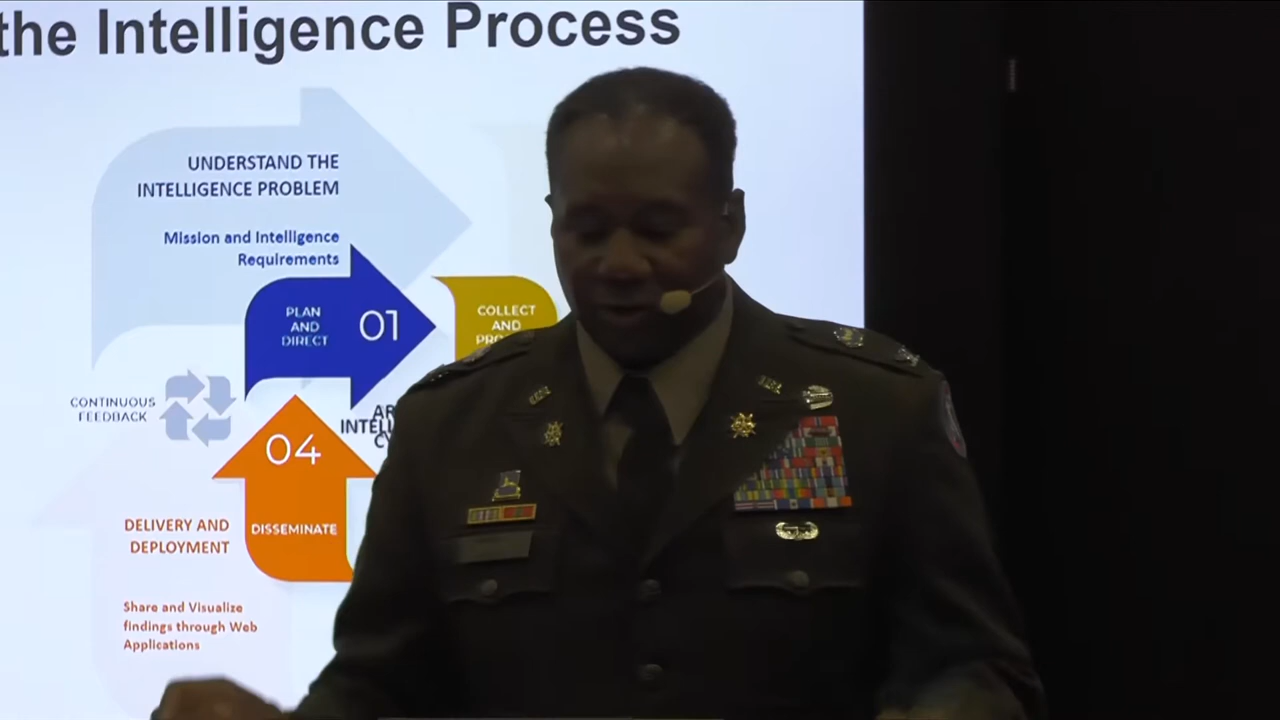 the Intelligence Process
UNDERSTAND THE
INTELLIGENCE PROBLEM
Mission and Intelligence
Requirements
PLAN
AND
DIRECT
01
COLLECT
AND
CONTINUOUS
FEEDBACK
04
DISSEMINATE
DELIVERY AND
DEPLOYMENT
Share and Visualize
findings through Web
Applications